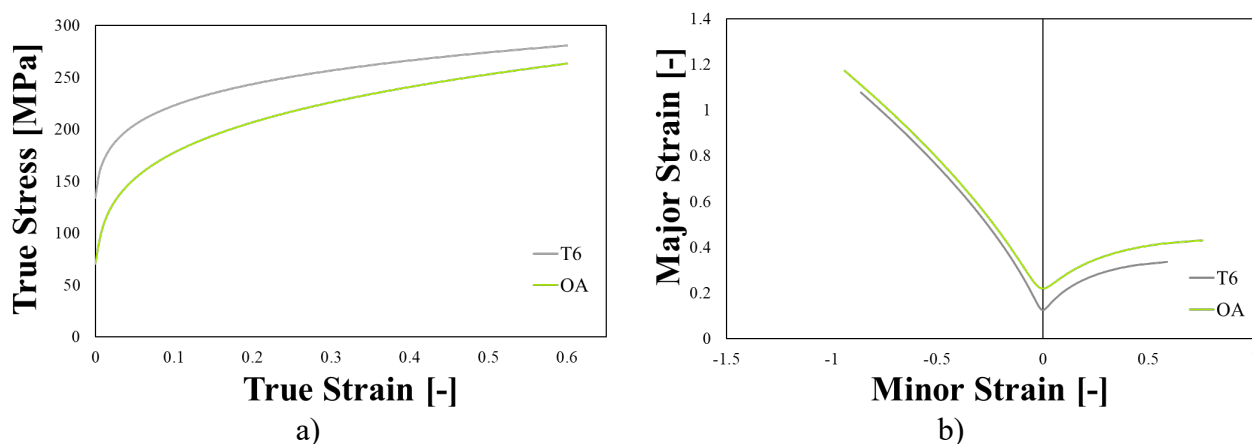 True Stress [MPa]
300
250
200
150
100
50
0
0 0.1 0.2 0.3 0.4 0.5 0.6
T6
OA
True Strain [-]
a)
Major Strain [-]
1.4
1.2
1
0.8
0.6
0.4
0.2
0
-1.5 -1 -0.5 0 0.5
T6
OA
Minor Strain [-]
b)